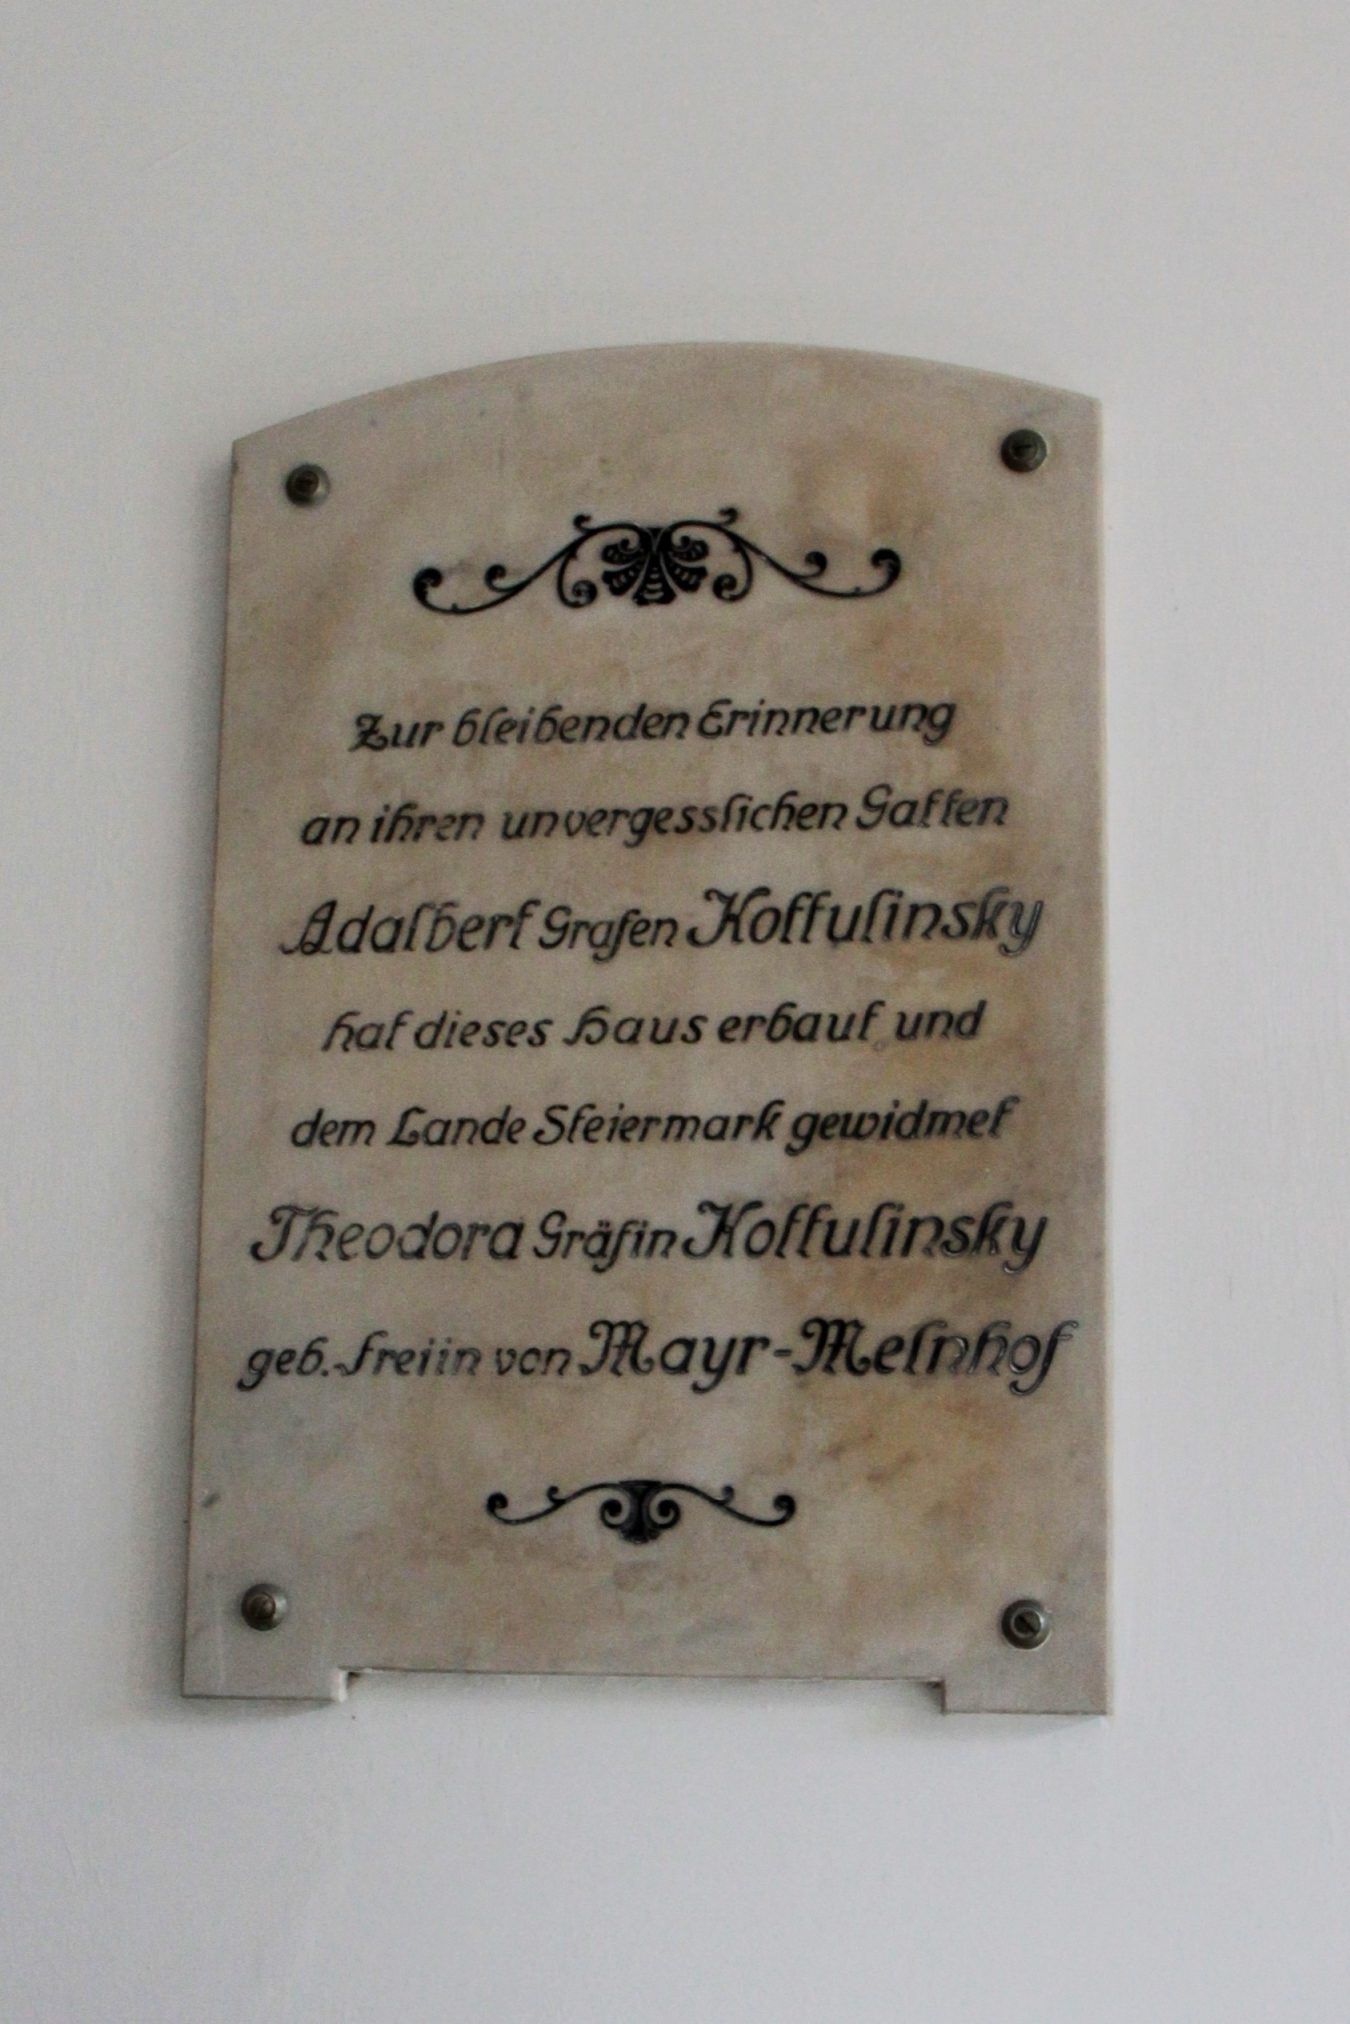 Zur bleibenden Erinnerung
an ihren unvergesslichen Gatten
Adalbert Grafen Kottulinsky
hat dieses Haus erbaut und
dem Lande Steiermark gewidmet
Theodora Gräfin Kottulinsky
geb. Freiin von Mayr-Melnhof